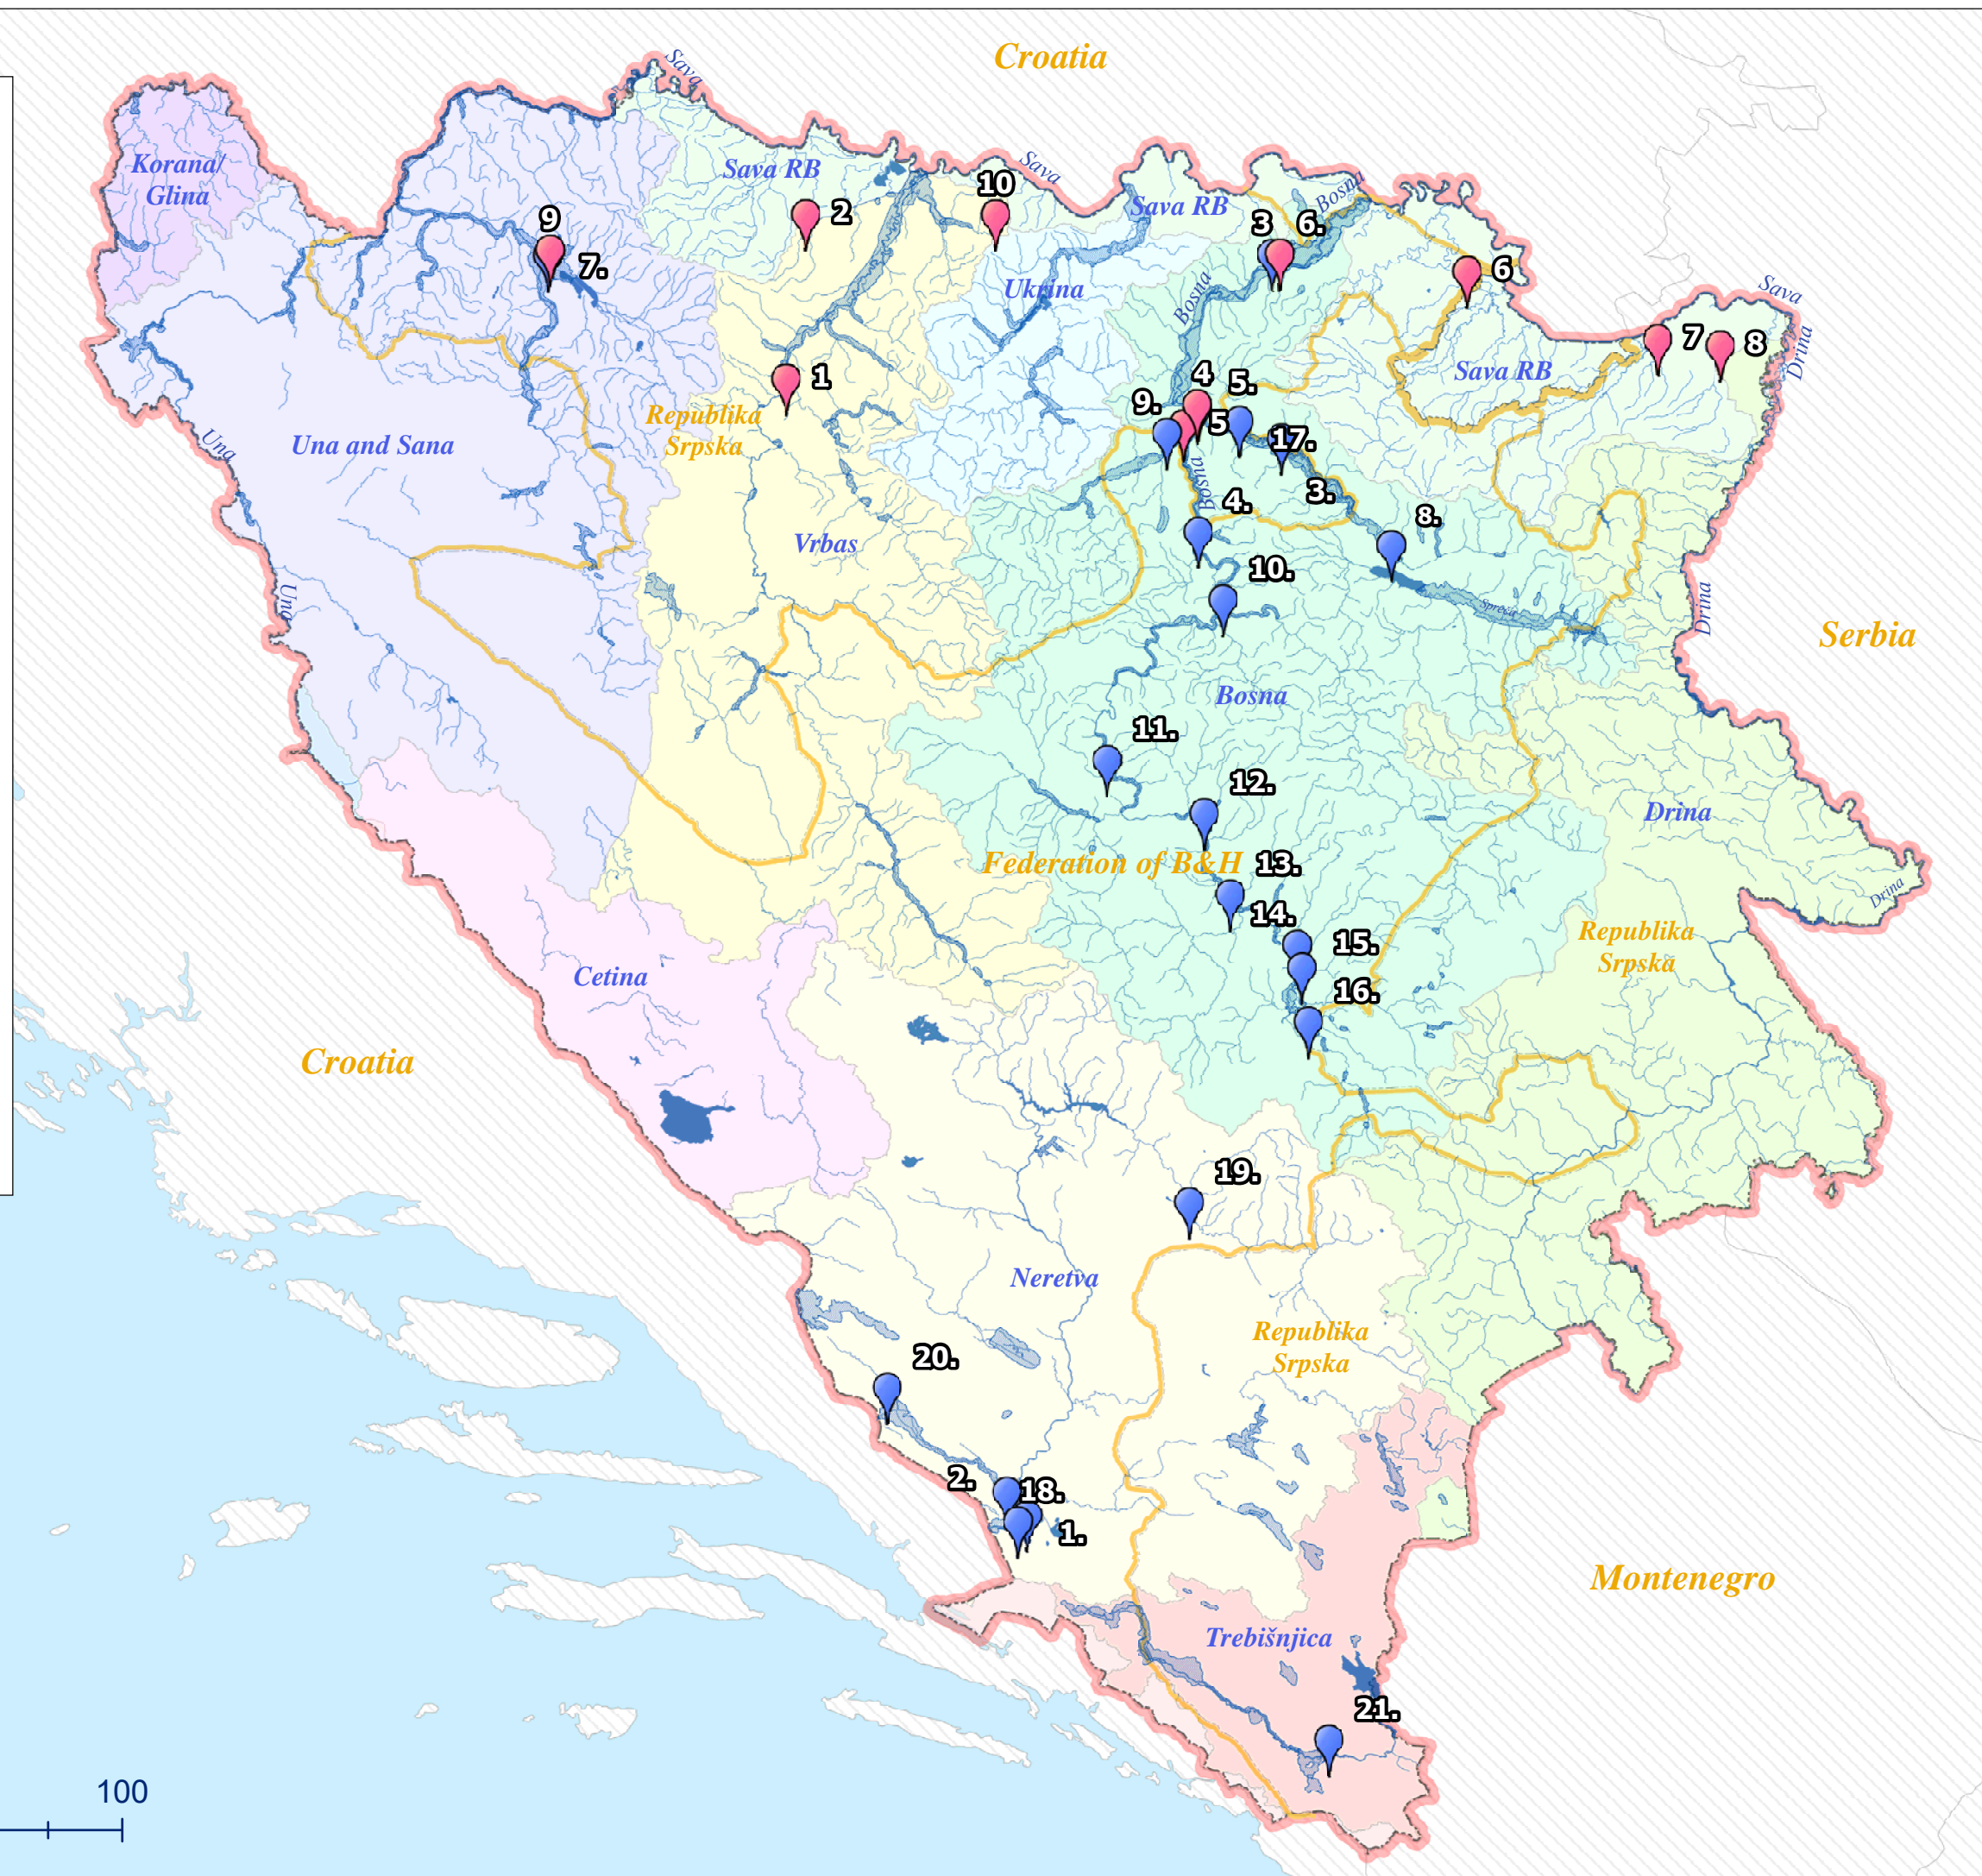 Croatia
Sava
Korana/
Glina
Sava RB
Sava
10
2
Sava RB
Bosna
9
7.
3
6.
6
Ukrina
Bosna
Sava
7
8
Drina
1
4
5.
Sava RB
9.
5
Republika
Srpska
17.
Una and Sana
Una
Bosna
3.
4.
8.
Vrbas
10.
Una
Spreča
Drina
Serbia
Bosna
11.
12.
Drina
Federation of B&H
13.
Drina
14.
Republika
Srpska
15.
Cetina
16.
Croatia
19.
Neretva
Republika
Srpska
20.
2.
18.
1.
Montenegro
Trebišnjica
21.
100